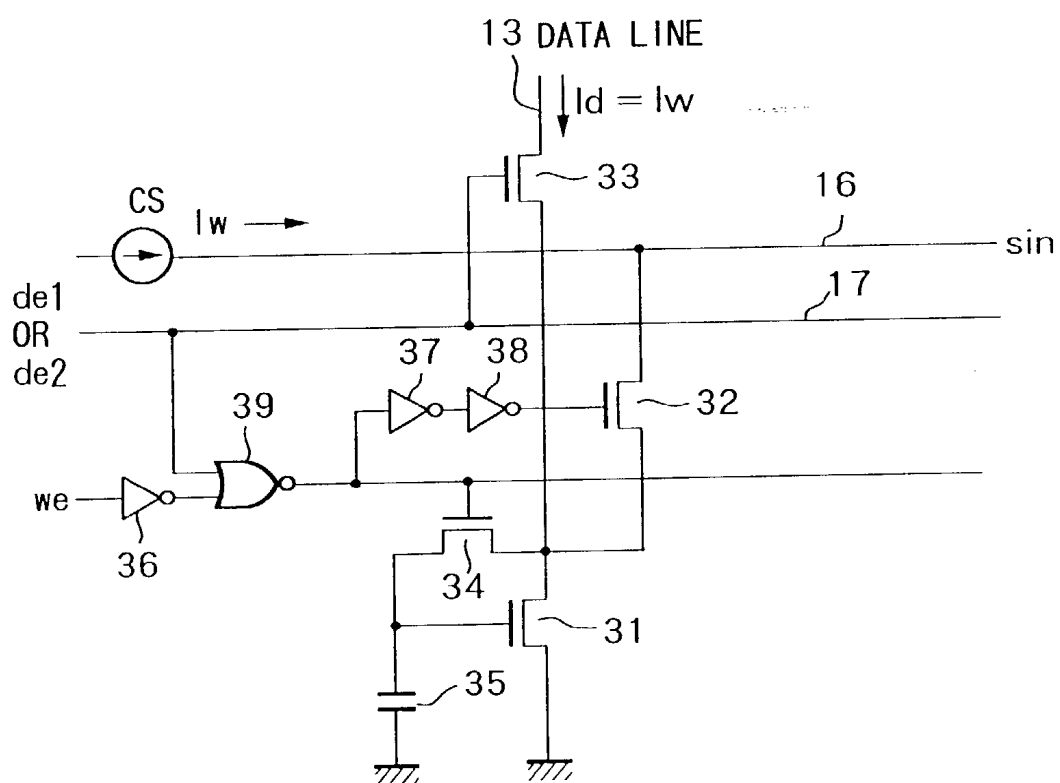 13 DATA LINE
Id = Iw
33
CS
Iw
16
sin
de1
OR
de2
17
37
38
32
39
we
36
34
31
35